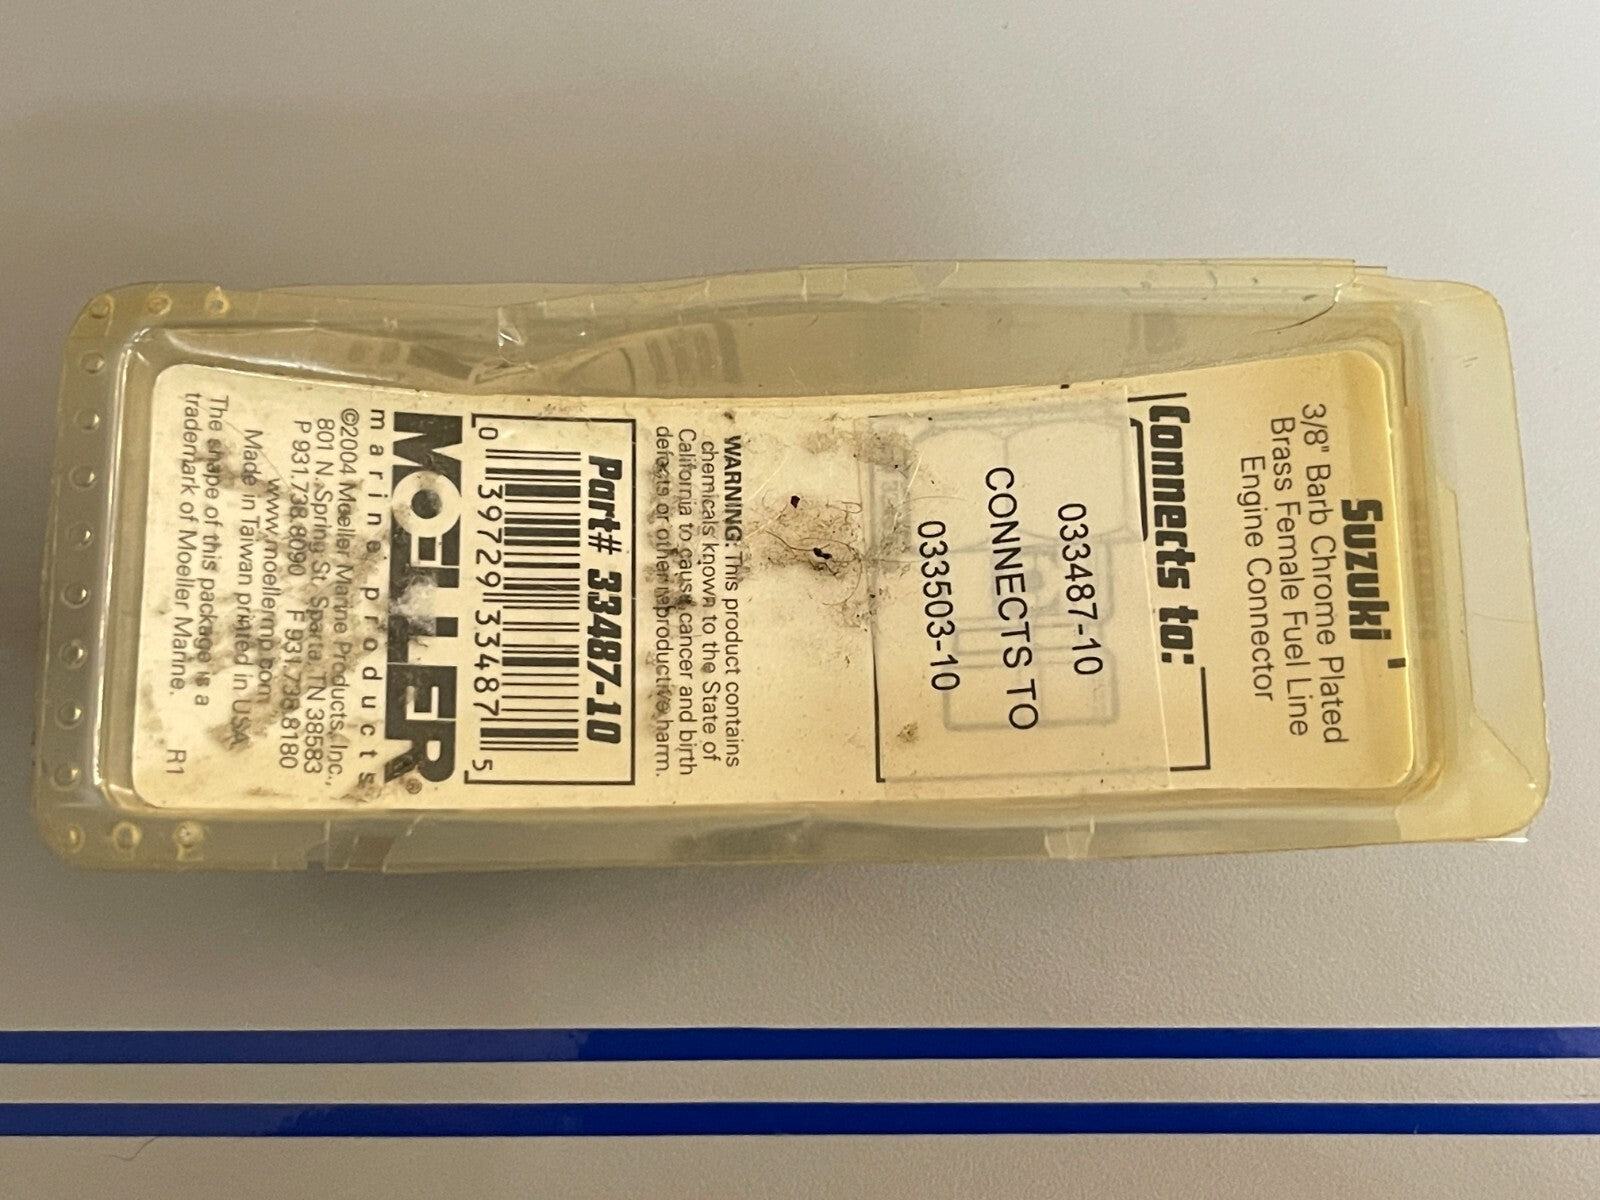 Suzuki
3/8" Barb Chrome Plated
Brass Female Fuel Line
Engine Connector
Connects to:
033487-10
CONNECTS TO
033503-10
WARNING: This product contains
chemicals known to the State of
California to cause cancer and birth
defects or other reproductive harm.
Part# 33487-10
0 39729 33487 5
MOELLER®
marine products
©2004 Moeller Marine Products, Inc.,
801 N. Spring St. Sparta, TN 38583
P 931.738.8090 F 931.738.8180
www.moellermp.com
Made in Taiwan printed in USA
The shape of this package is a
trademark of Moeller Marine.
R1